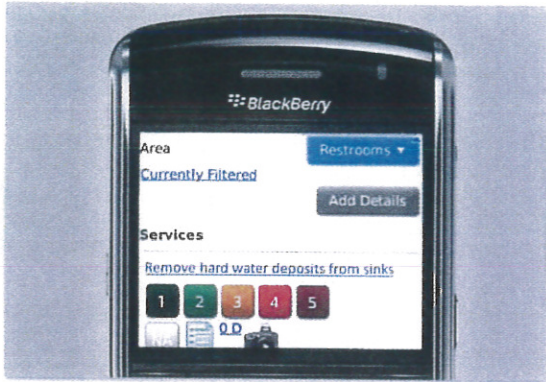 BlackBerry
Area Restrooms
Currently Filtered
Add Details
Services
Remove hard water deposits from sinks
1 2 3 4 5
0 D